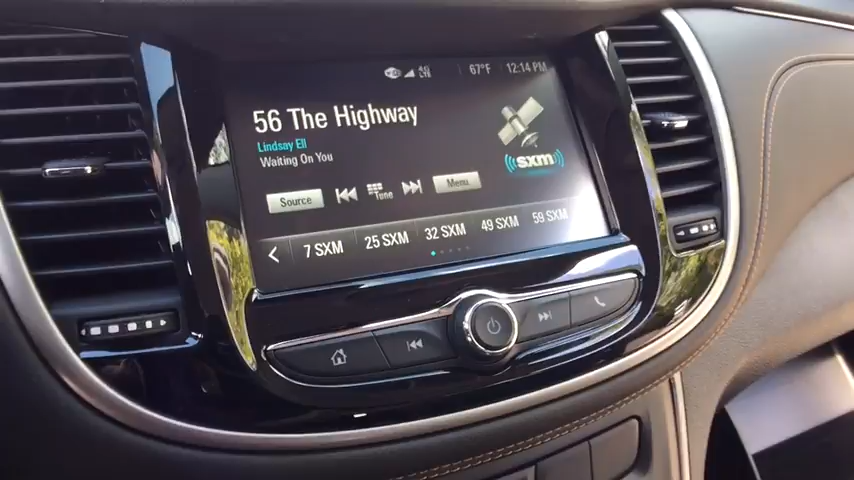 67°F 12:14 PM
56 The Highway
Lindsay Ell
Waiting On You
sxm
Source Tune Menu
7 SXM 25 SXM 32 SXM 49 SXM 59 SXM